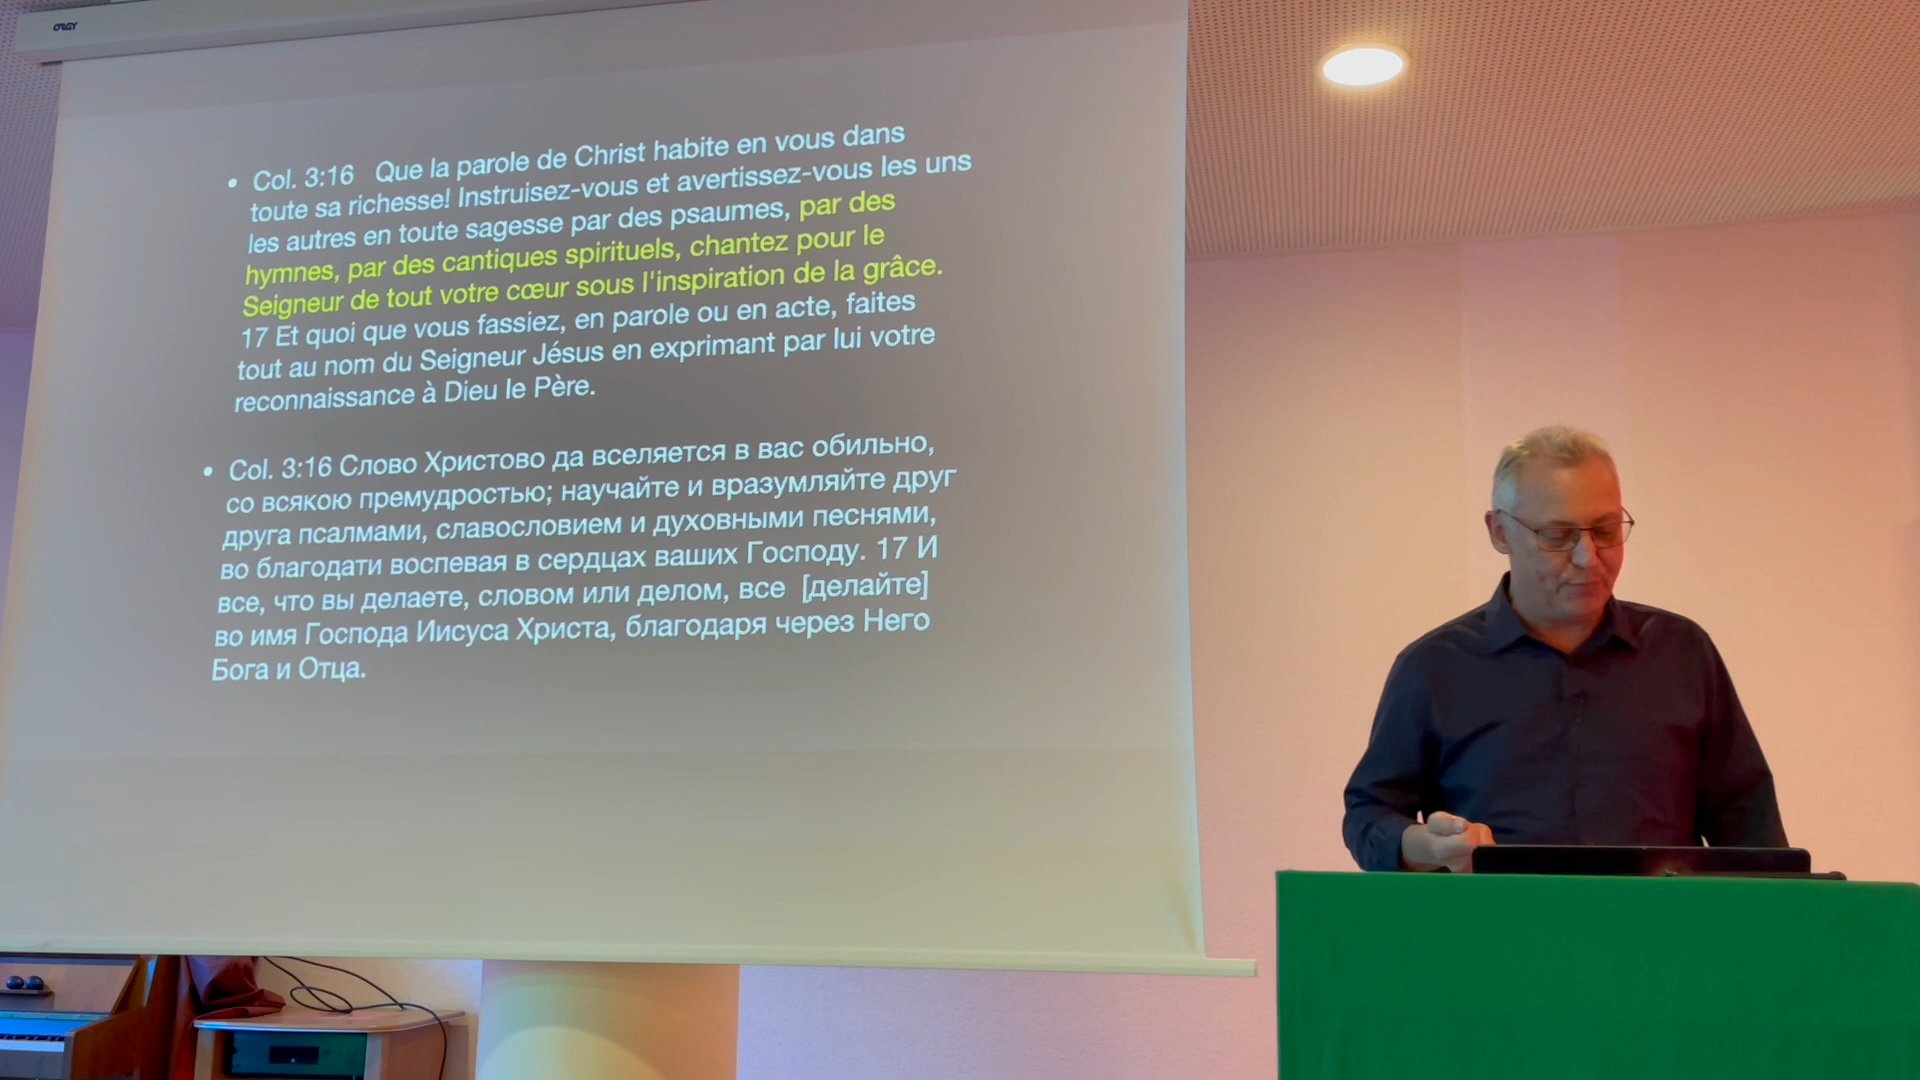 ORAY
• Col. 3:16 Que la parole de Christ habite en vous dans
toute sa richesse! Instruisez-vous et avertissez-vous les uns
les autres en toute sagesse par des psaumes, par des
hymnes, par des cantiques spirituels, chantez pour le
Seigneur de tout votre cœur sous l'inspiration de la grâce.
17 Et quoi que vous fassiez, en parole ou en acte, faites
tout au nom du Seigneur Jésus en exprimant par lui votre
reconnaissance à Dieu le Père.
• Col. 3:16 Слово Христово да вселяется в вас обильно,
со всякою премудростью; научайте и вразумляйте друг
друга псалмами, славословием и духовными песнями,
во благодати воспевая в сердцах ваших Господу. 17 И
все, что вы делаете, словом или делом, все [делайте]
во имя Господа Иисуса Христа, благодаря через Него
Бога и Отца.